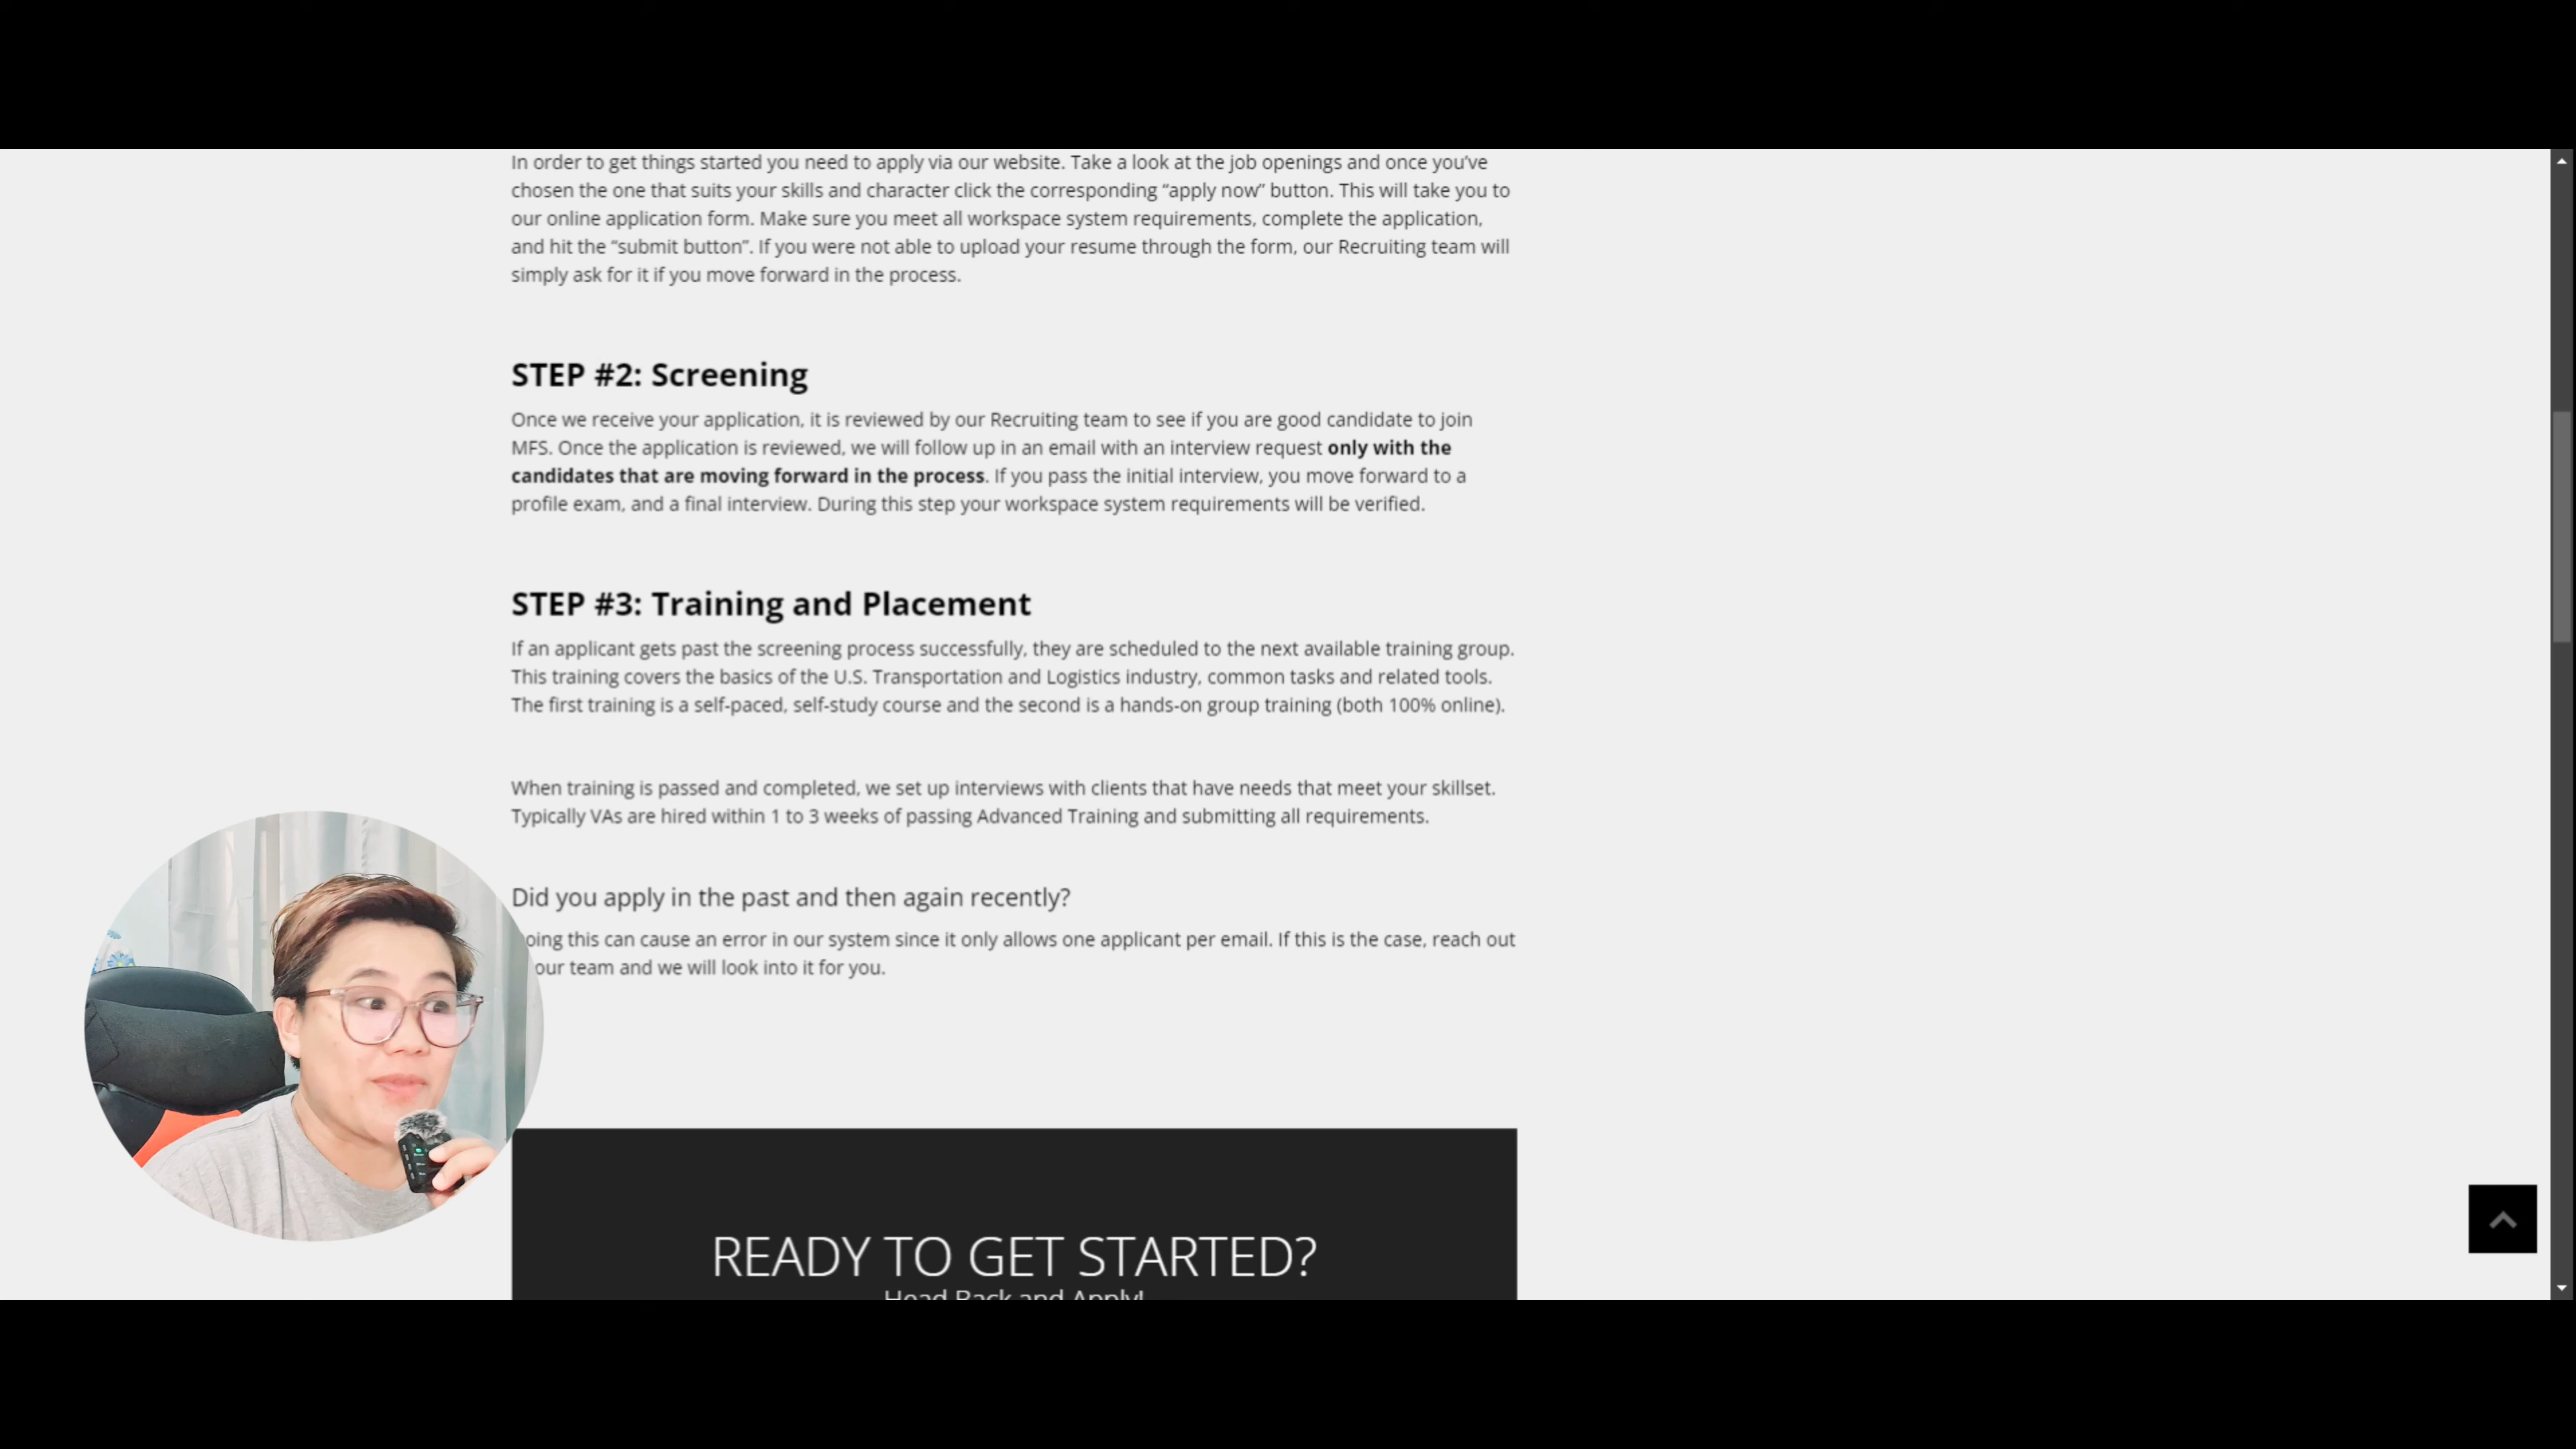 In order to get things started you need to apply via our website. Take a look at the job openings and once you've
chosen the one that suits your skills and character click the corresponding “apply now” button. This will take you to
our online application form. Make sure you meet all workspace system requirements, complete the application,
and hit the “submit button”. If you were not able to upload your resume through the form, our Recruiting team will
simply ask for it if you move forward in the process.
STEP #2: Screening
Once we receive your application, it is reviewed by our Recruiting team to see if you are good candidate to join
MFS. Once the application is reviewed, we will follow up in an email with an interview request only with the
candidates that are moving forward in the process. If you pass the initial interview, you move forward to a
profile exam, and a final interview. During this step your workspace system requirements will be verified.
STEP #3: Training and Placement
If an applicant gets past the screening process successfully, they are scheduled to the next available training group.
This training covers the basics of the U.S. Transportation and Logistics industry, common tasks and related tools.
The first training is a self-paced, self-study course and the second is a hands-on group training (both 100% online).
When training is passed and completed, we set up interviews with clients that have needs that meet your skillset.
Typically VAs are hired within 1 to 3 weeks of passing Advanced Training and submitting all requirements.
Did you apply in the past and then again recently?
oing this can cause an error in our system since it only allows one applicant per email. If this is the case, reach out
our team and we will look into it for you.
READY TO GET STARTED?
Head Back and Apply!